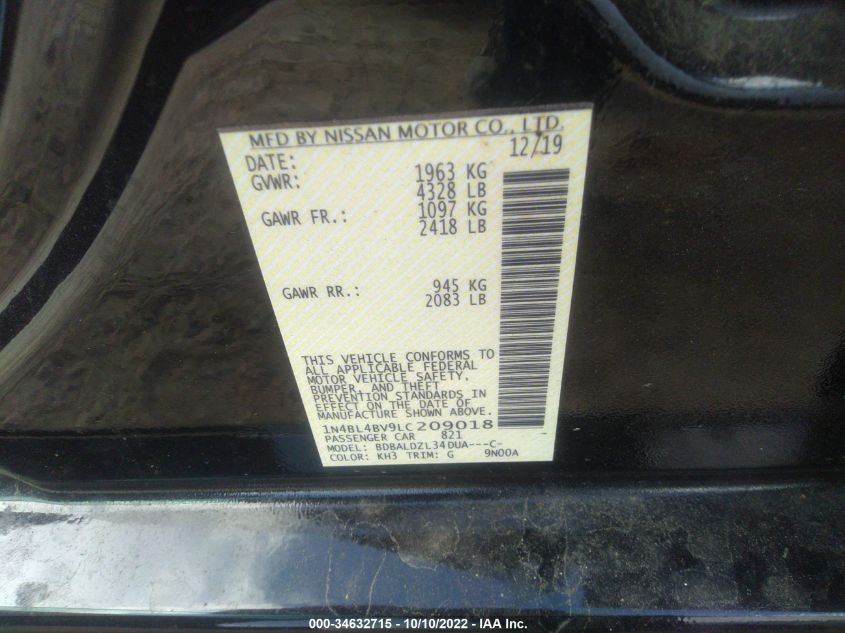 MFD BY NISSAN MOTOR CO., LTD.
DATE: 12/19
GVWR: 1963 KG
4328 LB
GAWR FR.: 1097 KG
2418 LB
GAWR RR.: 945 KG
2083 LB
THIS VEHICLE CONFORMS TO
ALL APPLICABLE FEDERAL
MOTOR VEHICLE SAFETY,
BUMPER, AND THEFT
PREVENTION STANDARDS IN
EFFECT ON THE DATE OF
MANUFACTURE SHOWN ABOVE.
1N4BL4BV9LC209018
PASSENGER CAR 821
MODEL: BDBALDZL34DUA---C-
COLOR: KH3 TRIM: G 9N00A
000-34632715 - 10/10/2022 - IAA Inc.